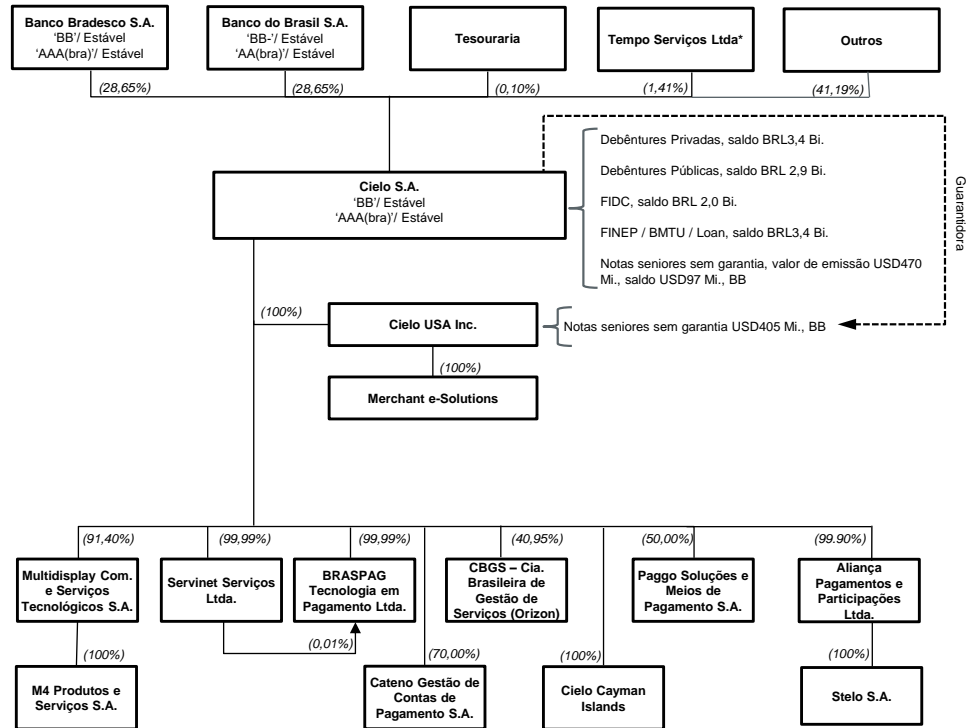 Banco Bradesco S.A.
'BB'/ Estável
'AAA(bra)'/ Estável
Banco do Brasil S.A.
'BB-'/ Estável
'AA(bra)'/ Estável
Tesouraria
Tempo Serviços Ltda*
Outros
(28,65%)
(28,65%)
(0,10%)
(1,41%)
(41,19%)
Cielo S.A.
'BB'/ Estável
'AAA(bra)'/ Estável
Debêntures Privadas, saldo BRL3,4 Bi.
Debêntures Públicas, saldo BRL 2,9 Bi.
FIDC, saldo BRL 2,0 Bi.
FINEP / BMTU / Loan, saldo BRL3,4 Bi.
Notas seniores sem garantia, valor de emissão USD470
Mi., saldo USD97 Mi., BB
Guarantidora
(100%)
Cielo USA Inc.
Notas seniores sem garantia USD405 Mi., BB
(100%)
Merchant e-Solutions
(91,40%)
(99,99%)
(99,99%)
(40,95%)
(50,00%)
(99.90%)
Multidisplay Com.
e Serviços
Tecnológicos S.A.
Servinet Serviços
Ltda.
BRASPAG
Tecnologia em
Pagamento Ltda.
CBGS – Cia.
Brasileira de
Gestão de
Serviços (Orizon)
Paggo Soluções e
Meios de
Pagamento S.A.
Aliança
Pagamentos e
Participações
Ltda.
(0,01%)
(100%)
(70,00%)
(100%)
(100%)
M4 Produtos e
Serviços S.A.
Cateno Gestão de
Contas de
Pagamento S.A.
Cielo Cayman
Islands
Stelo S.A.